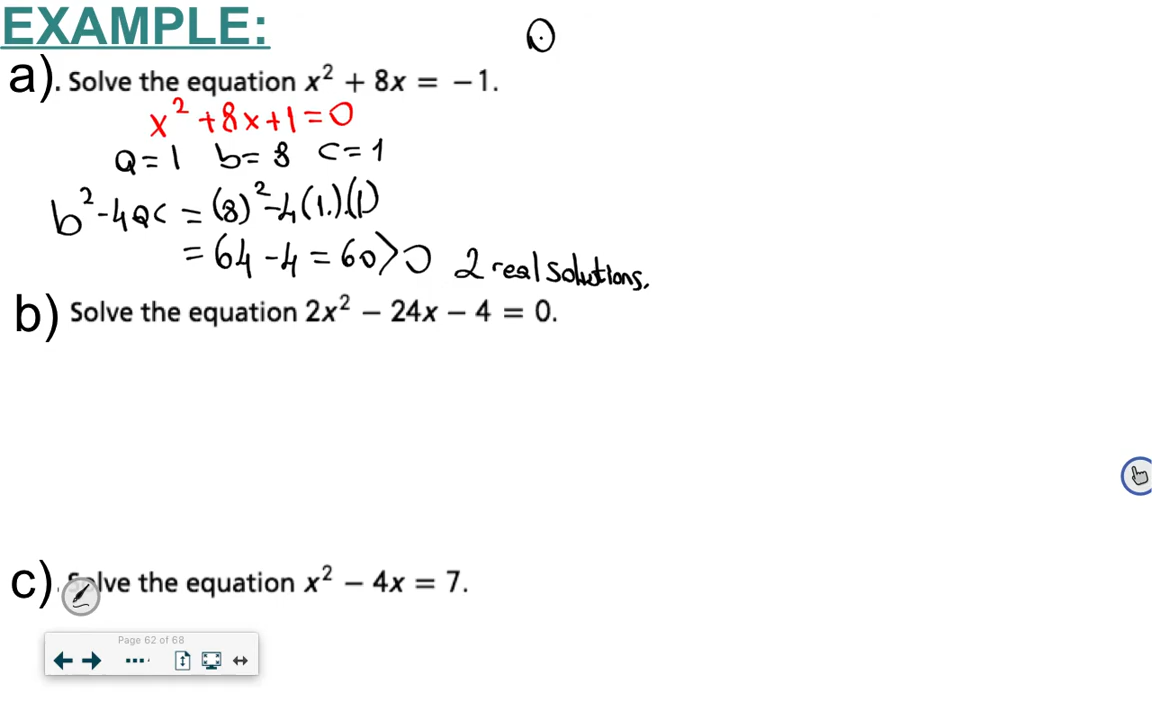 EXAMPLE:
a). Solve the equation x² + 8x = −1.
x² + 8x + 1 = 0
a = 1 b = 8 c = 1
b² - 4ac = (8)² - 4(1.)(1)
= 64 - 4 = 60 > 0 2 real solutions.
b) Solve the equation 2x² − 24x − 4 = 0.
c). Solve the equation x² − 4x = 7.
Page 62 of 68